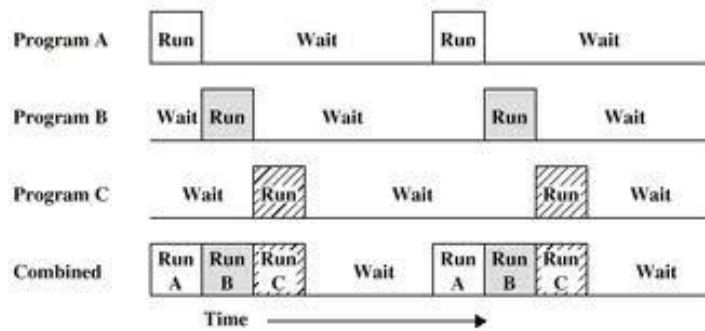 Program A Run Wait Run Wait
Program B Wait Run Wait Run Wait
Program C Wait Run Wait Run Wait
Combined Run A Run B Run C Wait Run A Run B Run C Wait
Time